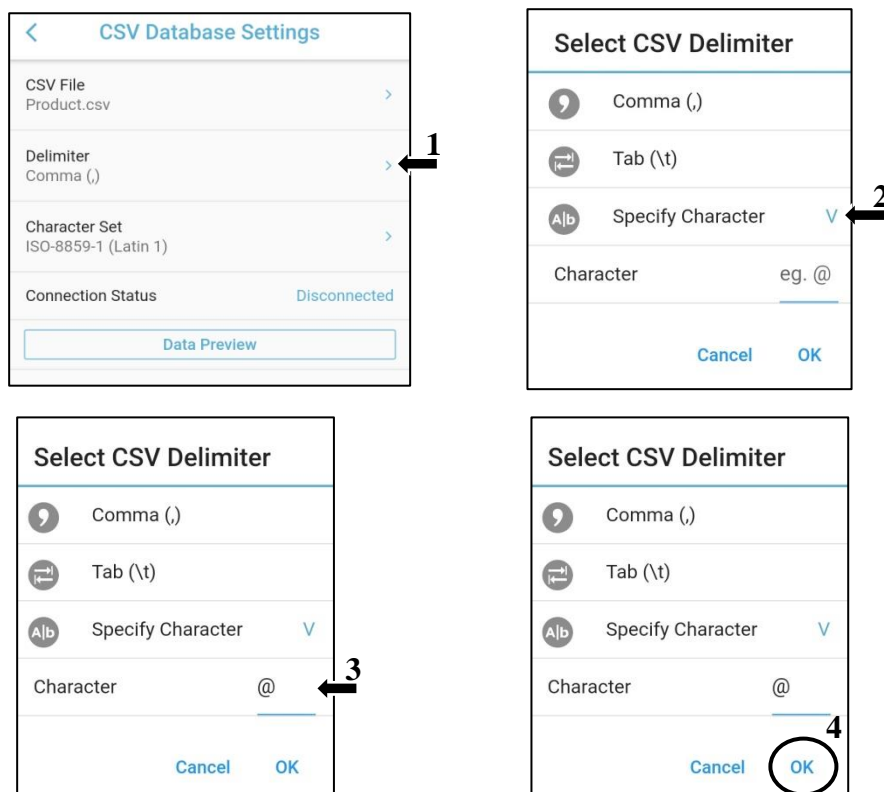 CSV Database Settings
CSV File
Product.csv
Delimiter
Comma (,)
1
Character Set
ISO-8859-1 (Latin 1)
Connection Status Disconnected
Data Preview
Select CSV Delimiter
Comma (,)
Tab (\t)
A|b Specify Character V
2
Character eg. @
Cancel OK
Select CSV Delimiter
Comma (,)
Tab (\t)
A|b Specify Character V
Character @
3
Cancel OK
Select CSV Delimiter
Comma (,)
Tab (\t)
A|b Specify Character V
Character @
4
Cancel OK